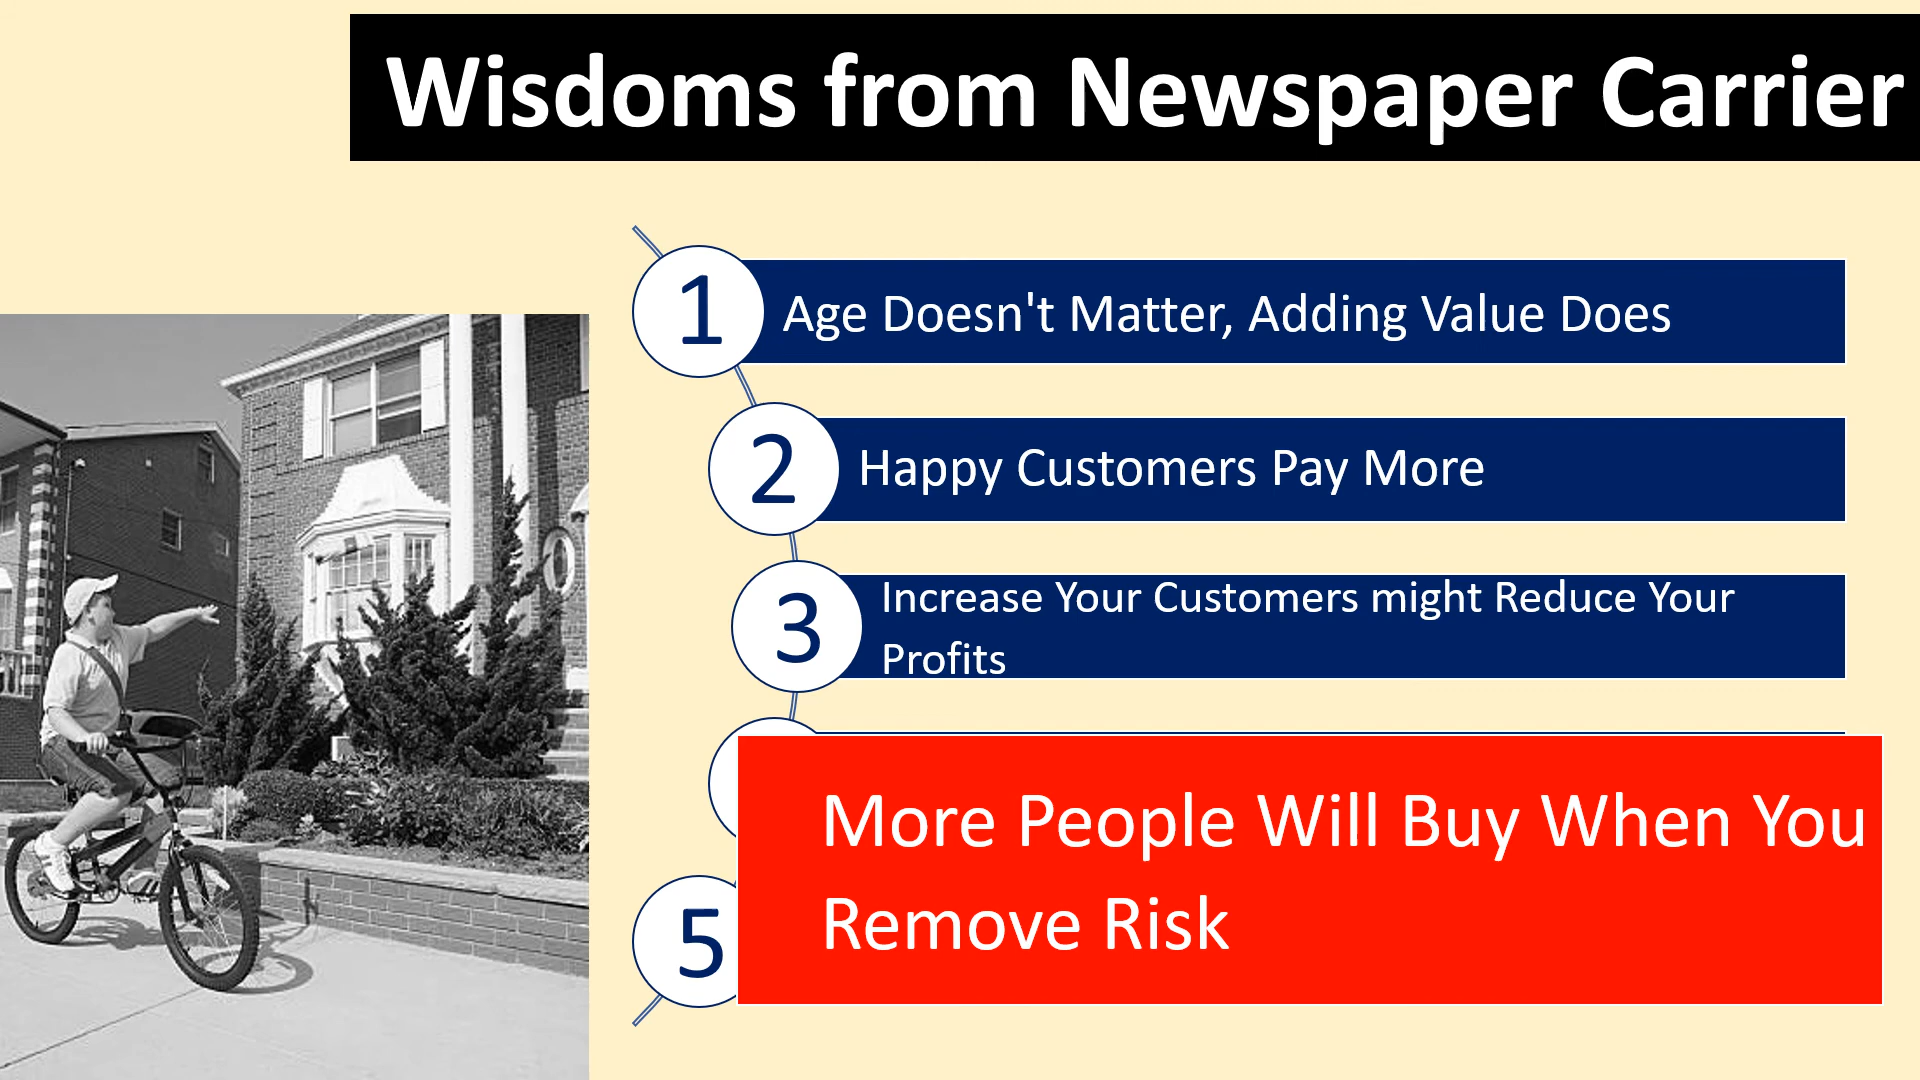 Wisdoms from Newspaper Carrier
1
Age Doesn't Matter, Adding Value Does
2
Happy Customers Pay More
3
Increase Your Customers might Reduce Your
Profits
More People Will Buy When You
Remove Risk
5